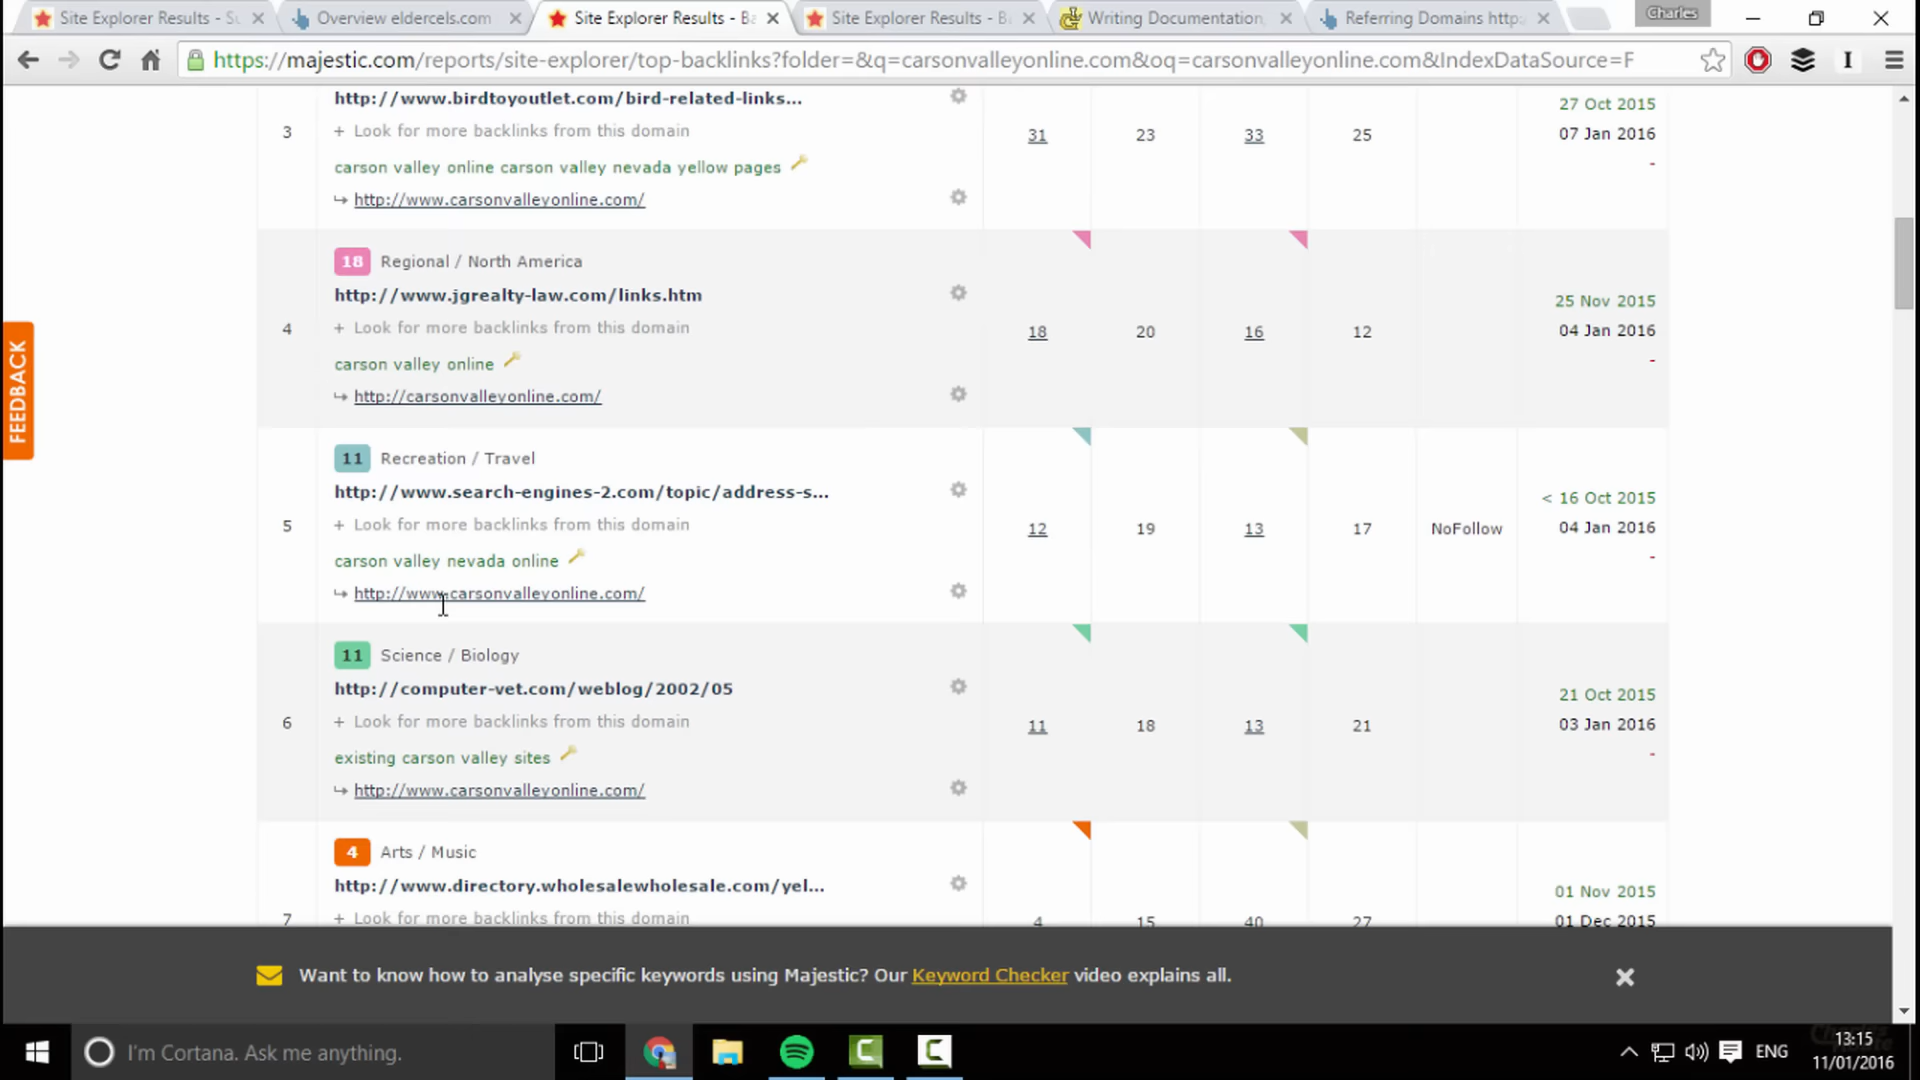 Site Explorer Results - Su
Overview eldercels.com
Site Explorer Results - Ba
Site Explorer Results - B
Writing Documentation,
Referring Domains http:
Charles
https://majestic.com/reports/site-explorer/top-backlinks?folder=&q=carsonvalleyonline.com&oq=carsonvalleyonline.com&IndexDataSource=F
FEEDBACK
3
http://www.birdtoyoutlet.com/bird-related-links...
+ Look for more backlinks from this domain
carson valley online carson valley nevada yellow pages
http://www.carsonvalleyonline.com/
31 23 33 25
27 Oct 2015
07 Jan 2016
-
4
18 Regional / North America
http://www.jgrealty-law.com/links.htm
+ Look for more backlinks from this domain
carson valley online
http://carsonvalleyonline.com/
18 20 16 12
25 Nov 2015
04 Jan 2016
-
5
11 Recreation / Travel
http://www.search-engines-2.com/topic/address-s...
+ Look for more backlinks from this domain
carson valley nevada online
http://www.carsonvalleyonline.com/
12 19 13 17 NoFollow
< 16 Oct 2015
04 Jan 2016
-
6
11 Science / Biology
http://computer-vet.com/weblog/2002/05
+ Look for more backlinks from this domain
existing carson valley sites
http://www.carsonvalleyonline.com/
11 18 13 21
21 Oct 2015
03 Jan 2016
-
7
4 Arts / Music
http://www.directory.wholesalewholesale.com/yel...
+ Look for more backlinks from this domain
4 15 40 27
01 Nov 2015
01 Dec 2015
Want to know how to analyse specific keywords using Majestic? Our Keyword Checker video explains all.
I'm Cortana. Ask me anything.
ENG
13:15
11/01/2016